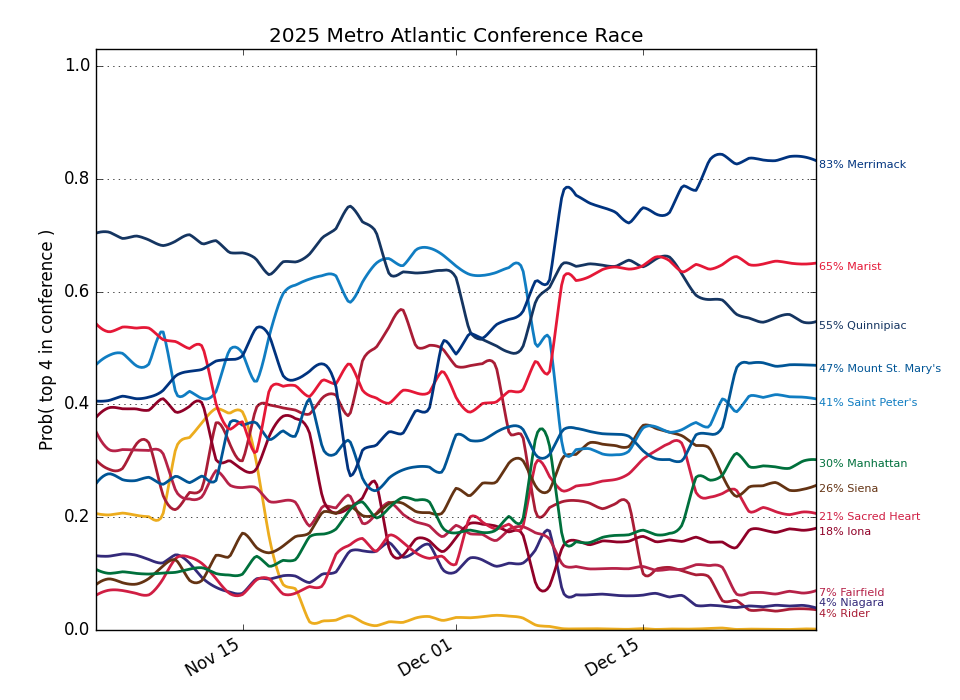 2025 Metro Atlantic Conference Race
Prob( top 4 in conference )
1.0
0.8
0.6
0.4
0.2
0.0
Nov 15
Dec 01
Dec 15
83% Merrimack
65% Marist
55% Quinnipiac
47% Mount St. Mary's
41% Saint Peter's
30% Manhattan
26% Siena
21% Sacred Heart
18% Iona
7% Fairfield
4% Niagara
4% Rider